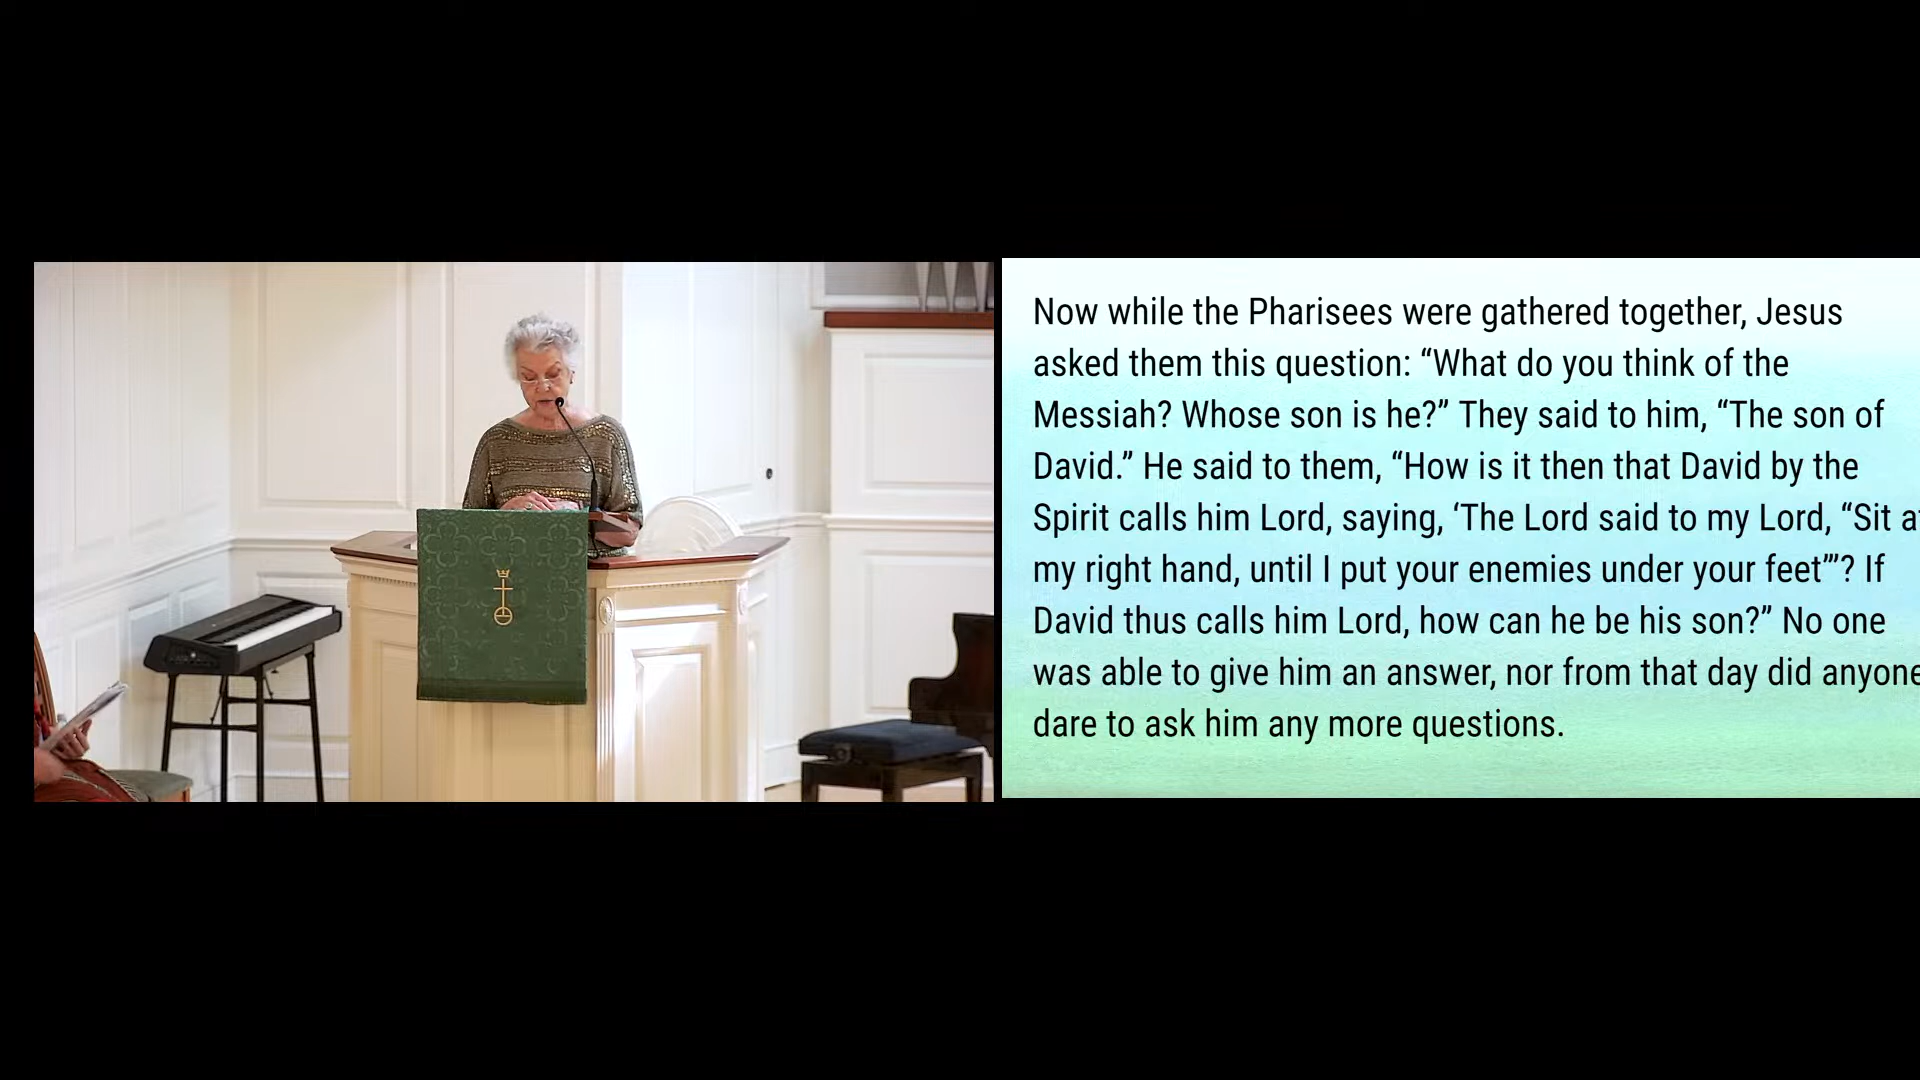 Now while the Pharisees were gathered together, Jesus
asked them this question: “What do you think of the
Messiah? Whose son is he?” They said to him, “The son of
David.” He said to them, “How is it then that David by the
Spirit calls him Lord, saying, ‘The Lord said to my Lord, “Sit at
my right hand, until I put your enemies under your feet”’? If
David thus calls him Lord, how can he be his son?” No one
was able to give him an answer, nor from that day did anyone
dare to ask him any more questions.